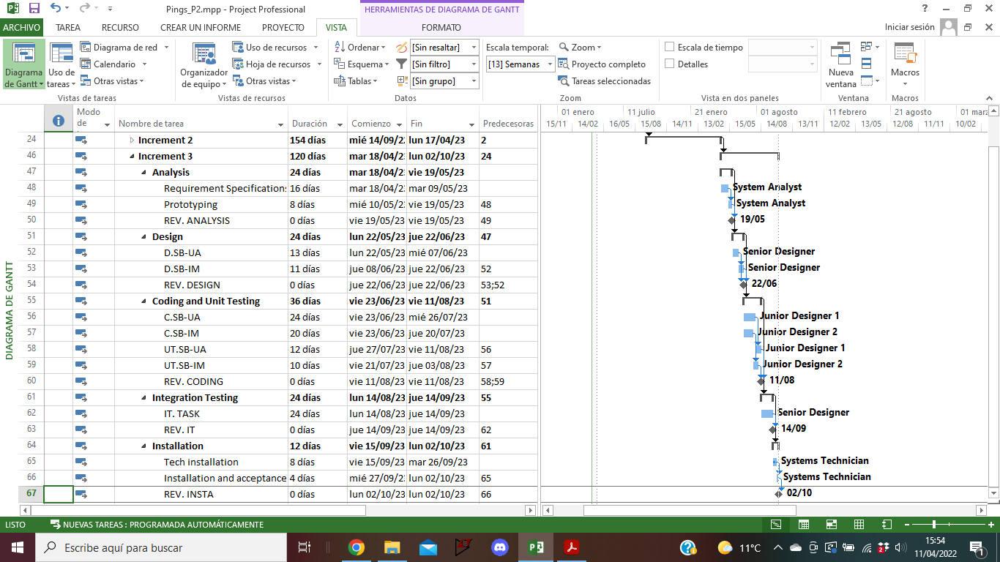 Pings_P2.mpp - Project Professional
HERRAMIENTAS DE DIAGRAMA DE GANTT
ARCHIVO TAREA RECURSO CREAR UN INFORME PROYECTO VISTA FORMATO
Iniciar sesión
Diagrama de Gantt
Uso de tareas
Diagrama de red
Calendario
Otras vistas
Vistas de tareas
Organizador de equipo
Uso de recursos
Hoja de recursos
Otras vistas
Vistas de recursos
Ordenar
Esquema
Tablas
[Sin resaltar]
[Sin filtro]
[Sin grupo]
Datos
Escala temporal:
[13] Semanas
Zoom
Proyecto completo
Tareas seleccionadas
Zoom
Escala de tiempo
Detalles
Vista en dos paneles
Nueva ventana
Ventana
Macros
Macros
Modo de
Nombre de tarea Duración Comienzo Fin Predecesoras
01 enero 11 julio 21 enero 01 agosto 11 febrero 21 agosto 01 marz
15/11 14/02 16/05 15/08 14/11 13/02 15/05 14/08 13/11 12/02 13/05 12/08 11/11 10/02
24 Increment 2 154 días mié 14/09/2 lun 17/04/23 2
46 Increment 3 120 días mar 18/04/2 lun 02/10/23 24
47 Analysis 24 días mar 18/04/2 vie 19/05/23
48 Requirement Specifications 16 días mar 18/04/2 mar 09/05/23 System Analyst
49 Prototyping 8 días mié 10/05/2 vie 19/05/23 48 System Analyst
50 REV. ANALYSIS 0 días vie 19/05/23 vie 19/05/23 49 19/05
51 Design 24 días lun 22/05/23 jue 22/06/23 47
52 D.SB-UA 13 días lun 22/05/23 mié 07/06/23 Senior Designer
53 D.SB-IM 11 días jue 08/06/23 jue 22/06/23 52 Senior Designer
54 REV. DESIGN 0 días jue 22/06/23 jue 22/06/23 53;52 22/06
55 Coding and Unit Testing 36 días vie 23/06/23 vie 11/08/23 51
56 C.SB-UA 24 días vie 23/06/23 mié 26/07/23 Junior Designer 1
57 C.SB-IM 20 días vie 23/06/23 jue 20/07/23 Junior Designer 2
58 UT.SB-UA 12 días jue 27/07/23 vie 11/08/23 56 Junior Designer 1
59 UT.SB-IM 10 días vie 21/07/23 jue 03/08/23 57 Junior Designer 2
60 REV. CODING 0 días vie 11/08/23 vie 11/08/23 58;59 11/08
61 Integration Testing 24 días lun 14/08/23 jue 14/09/23 55
62 IT. TASK 24 días lun 14/08/23 jue 14/09/23 Senior Designer
63 REV. IT 0 días jue 14/09/23 jue 14/09/23 62 14/09
64 Installation 12 días vie 15/09/23 lun 02/10/23 61
65 Tech installation 8 días vie 15/09/23 mar 26/09/23 Systems Technician
66 Installation and acceptance 4 días mié 27/09/2 lun 02/10/23 65 Systems Technician
67 REV. INSTA 0 días lun 02/10/23 lun 02/10/23 66 02/10
DIAGRAMA DE GANTT
LISTO NUEVAS TAREAS : PROGRAMADA AUTOMÁTICAMENTE
Escribe aquí para buscar
11°C
15:54
11/04/2022
1